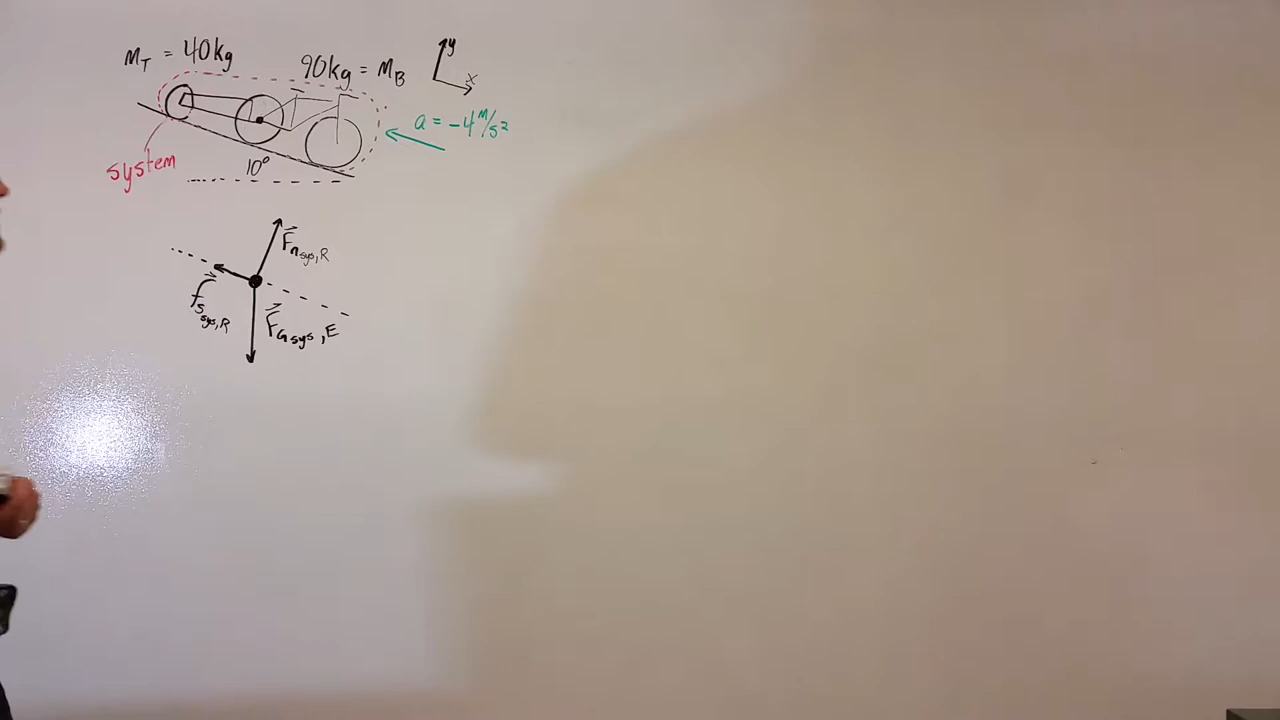 m_T = 40kg
90kg = m_B
y
x
a = -4 m/s²
system
10°
F_n sys,R
f_s sys,R
F_G sys,E